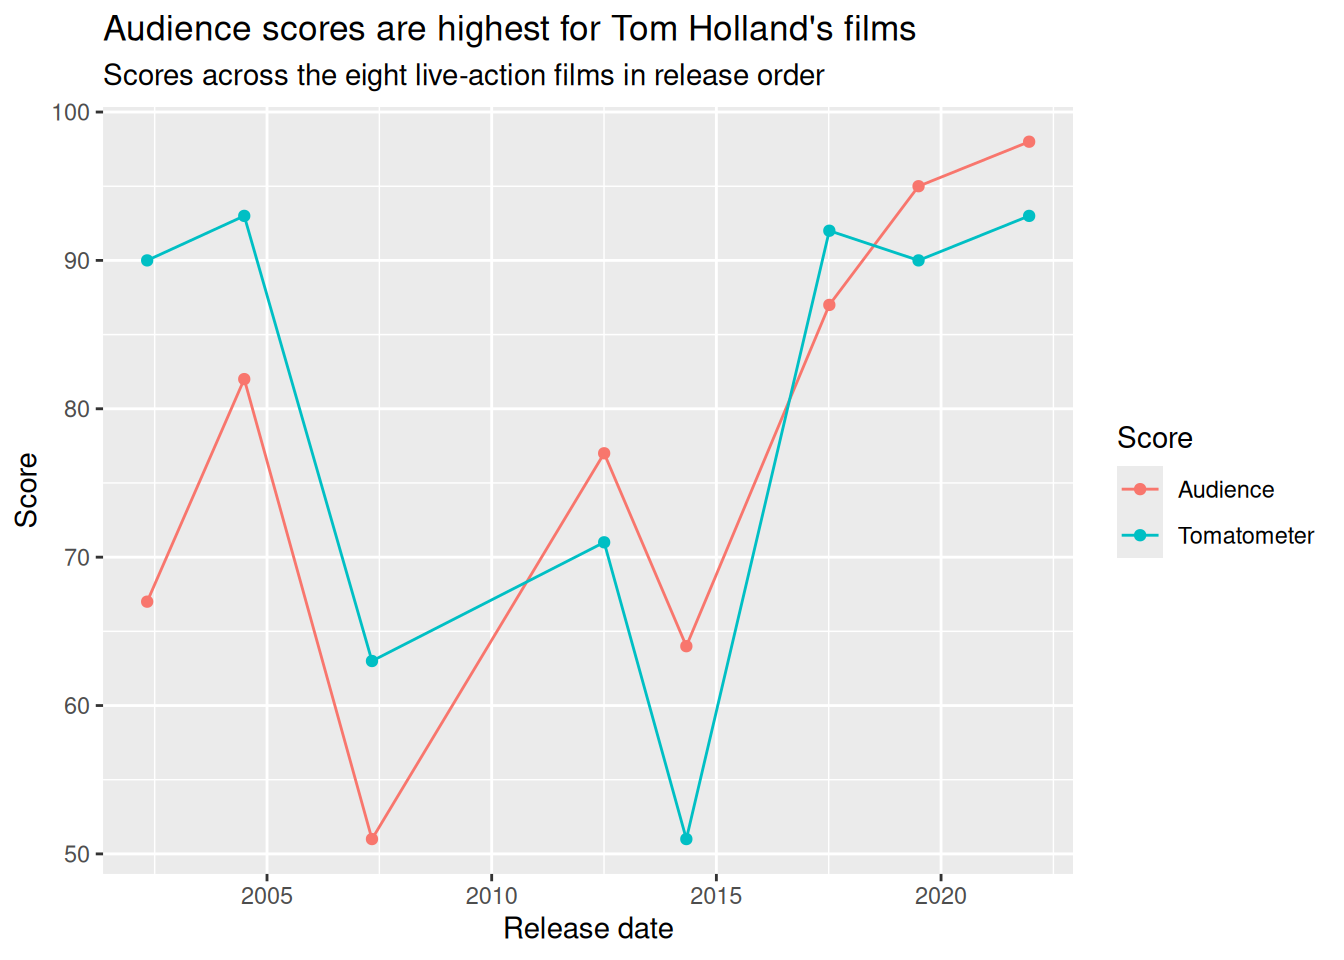 Audience scores are highest for Tom Holland's films
Scores across the eight live-action films in release order
100
90
80
70
60
50
Score
2005 2010 2015 2020
Release date
Score
Audience
Tomatometer